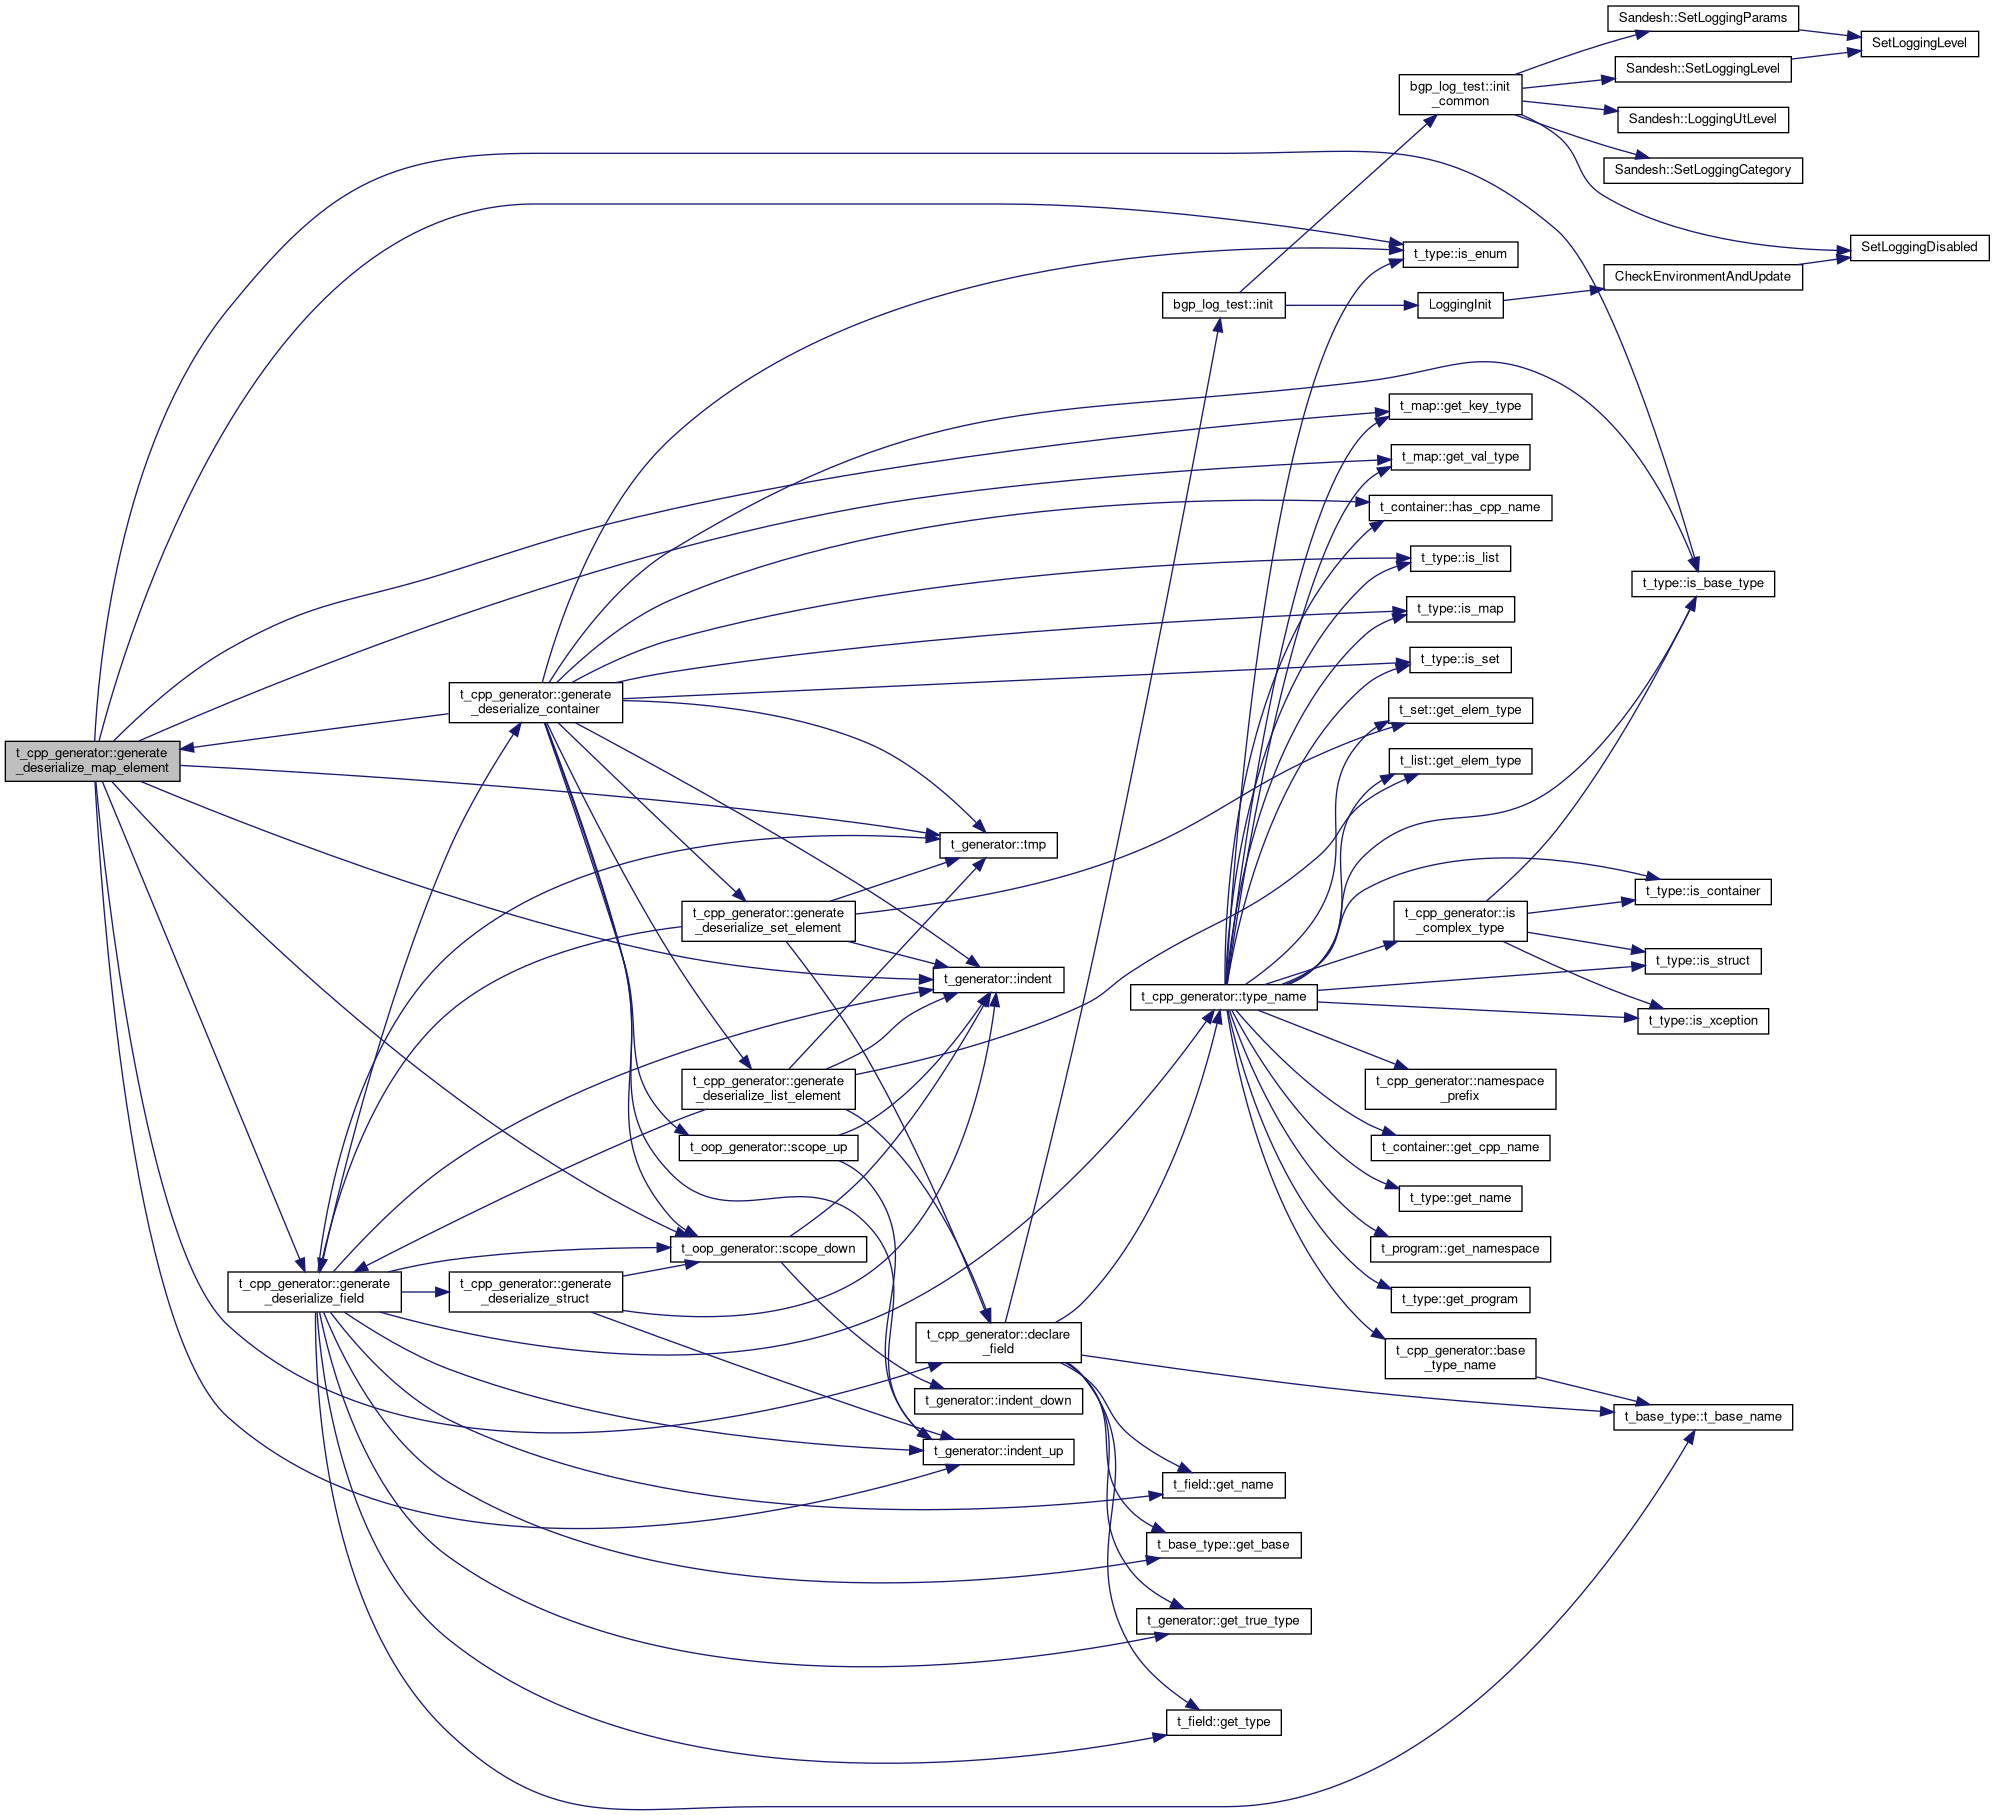 t_cpp_generator::generate
_deserialize_map_element
t_cpp_generator::generate
_deserialize_field
t_cpp_generator::generate
_deserialize_container
t_cpp_generator::generate
_deserialize_struct
t_cpp_generator::generate
_deserialize_set_element
t_cpp_generator::generate
_deserialize_list_element
t_oop_generator::scope_up
t_oop_generator::scope_down
t_generator::tmp
t_generator::indent
t_cpp_generator::declare
_field
t_generator::indent_down
t_generator::indent_up
bgp_log_test::init
t_cpp_generator::type_name
t_field::get_name
t_base_type::get_base
t_generator::get_true_type
t_field::get_type
bgp_log_test::init
_common
t_type::is_enum
LoggingInit
t_map::get_key_type
t_map::get_val_type
t_container::has_cpp_name
t_type::is_list
t_type::is_map
t_type::is_set
t_set::get_elem_type
t_list::get_elem_type
t_cpp_generator::is
_complex_type
t_cpp_generator::namespace
_prefix
t_container::get_cpp_name
t_type::get_name
t_program::get_namespace
t_type::get_program
t_cpp_generator::base
_type_name
Sandesh::SetLoggingParams
Sandesh::SetLoggingLevel
Sandesh::LoggingUtLevel
Sandesh::SetLoggingCategory
CheckEnvironmentAndUpdate
t_type::is_base_type
t_type::is_container
t_type::is_struct
t_type::is_xception
t_base_type::t_base_name
SetLoggingLevel
SetLoggingDisabled